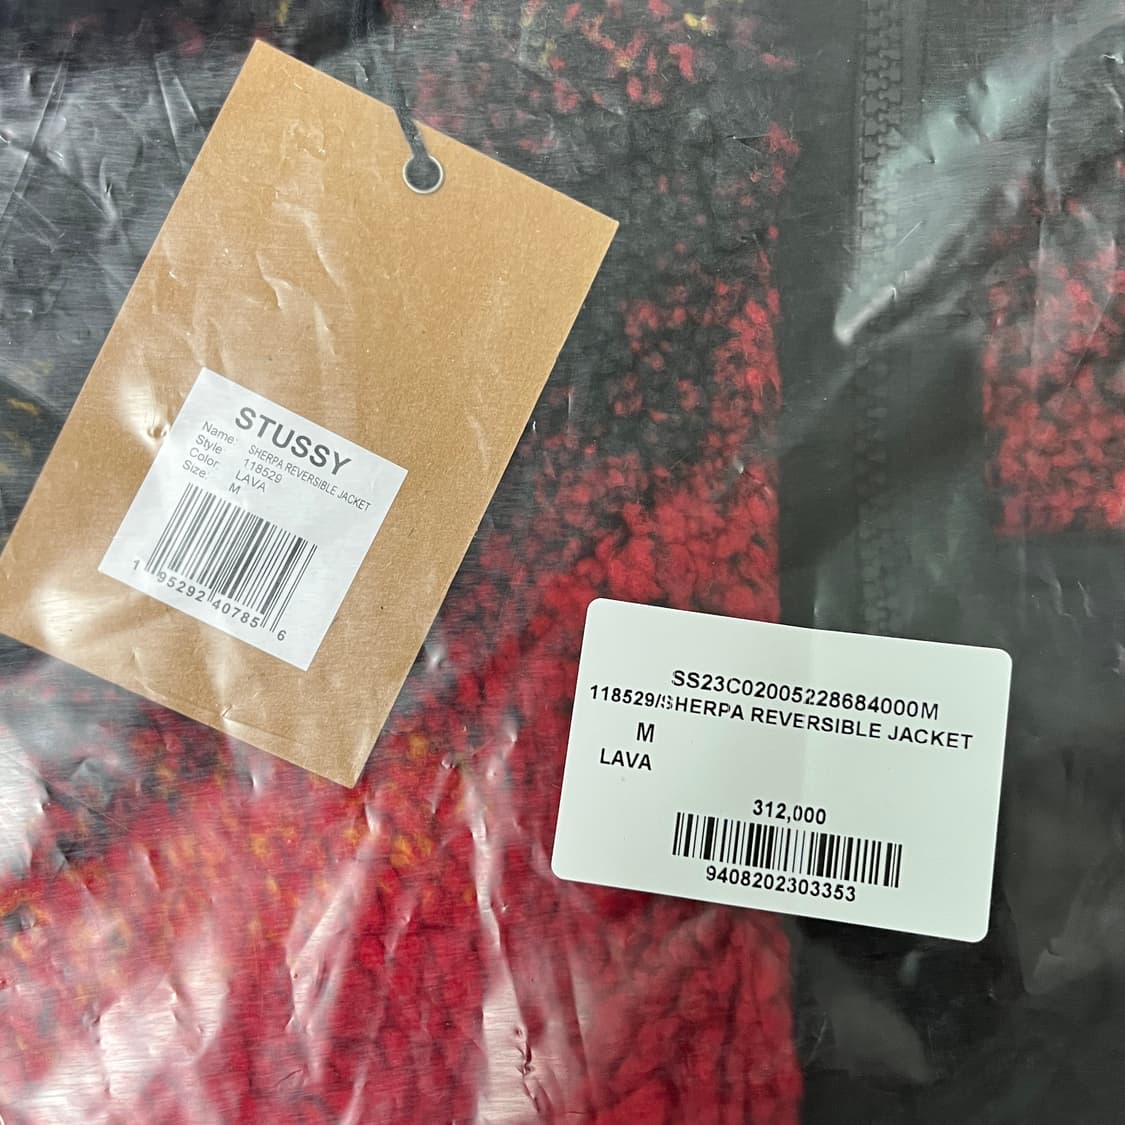 STUSSY
Name: SHERPA REVERSIBLE JACKET
Style: 118529
Color: LAVA
Size: M
1 95292 40785 6
SS23C02005228684000M
118529/SHERPA REVERSIBLE JACKET
M
LAVA
312,000
9408202303353